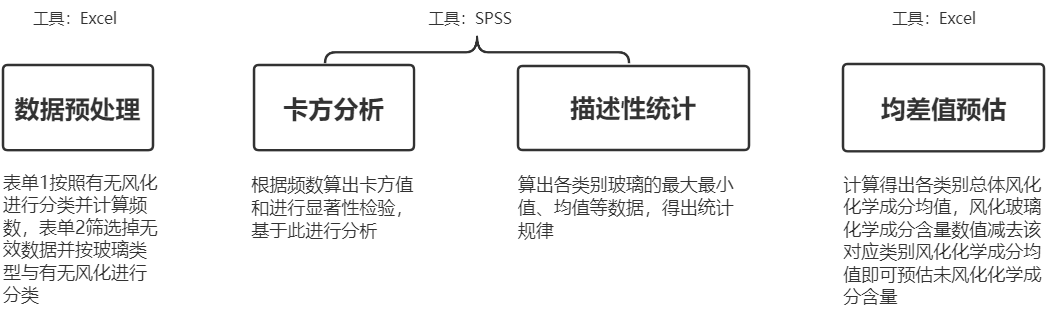 工具：Excel
工具：SPSS
工具：Excel
数据预处理
卡方分析
描述性统计
均差值预估
表单1按照有无风化
进行分类并计算频
数，表单2筛选掉无
效数据并按玻璃类
型与有无风化进行
分类
根据频数算出卡方值
和进行显著性检验，
基于此进行分析
算出各类别玻璃的最大最小
值、均值等数据，得出统计
规律
计算得出各类别总体风化
化学成分均值，风化玻璃
化学成分含量数值减去该
对应类别风化化学成分均
值即可预估未风化化学成
分含量